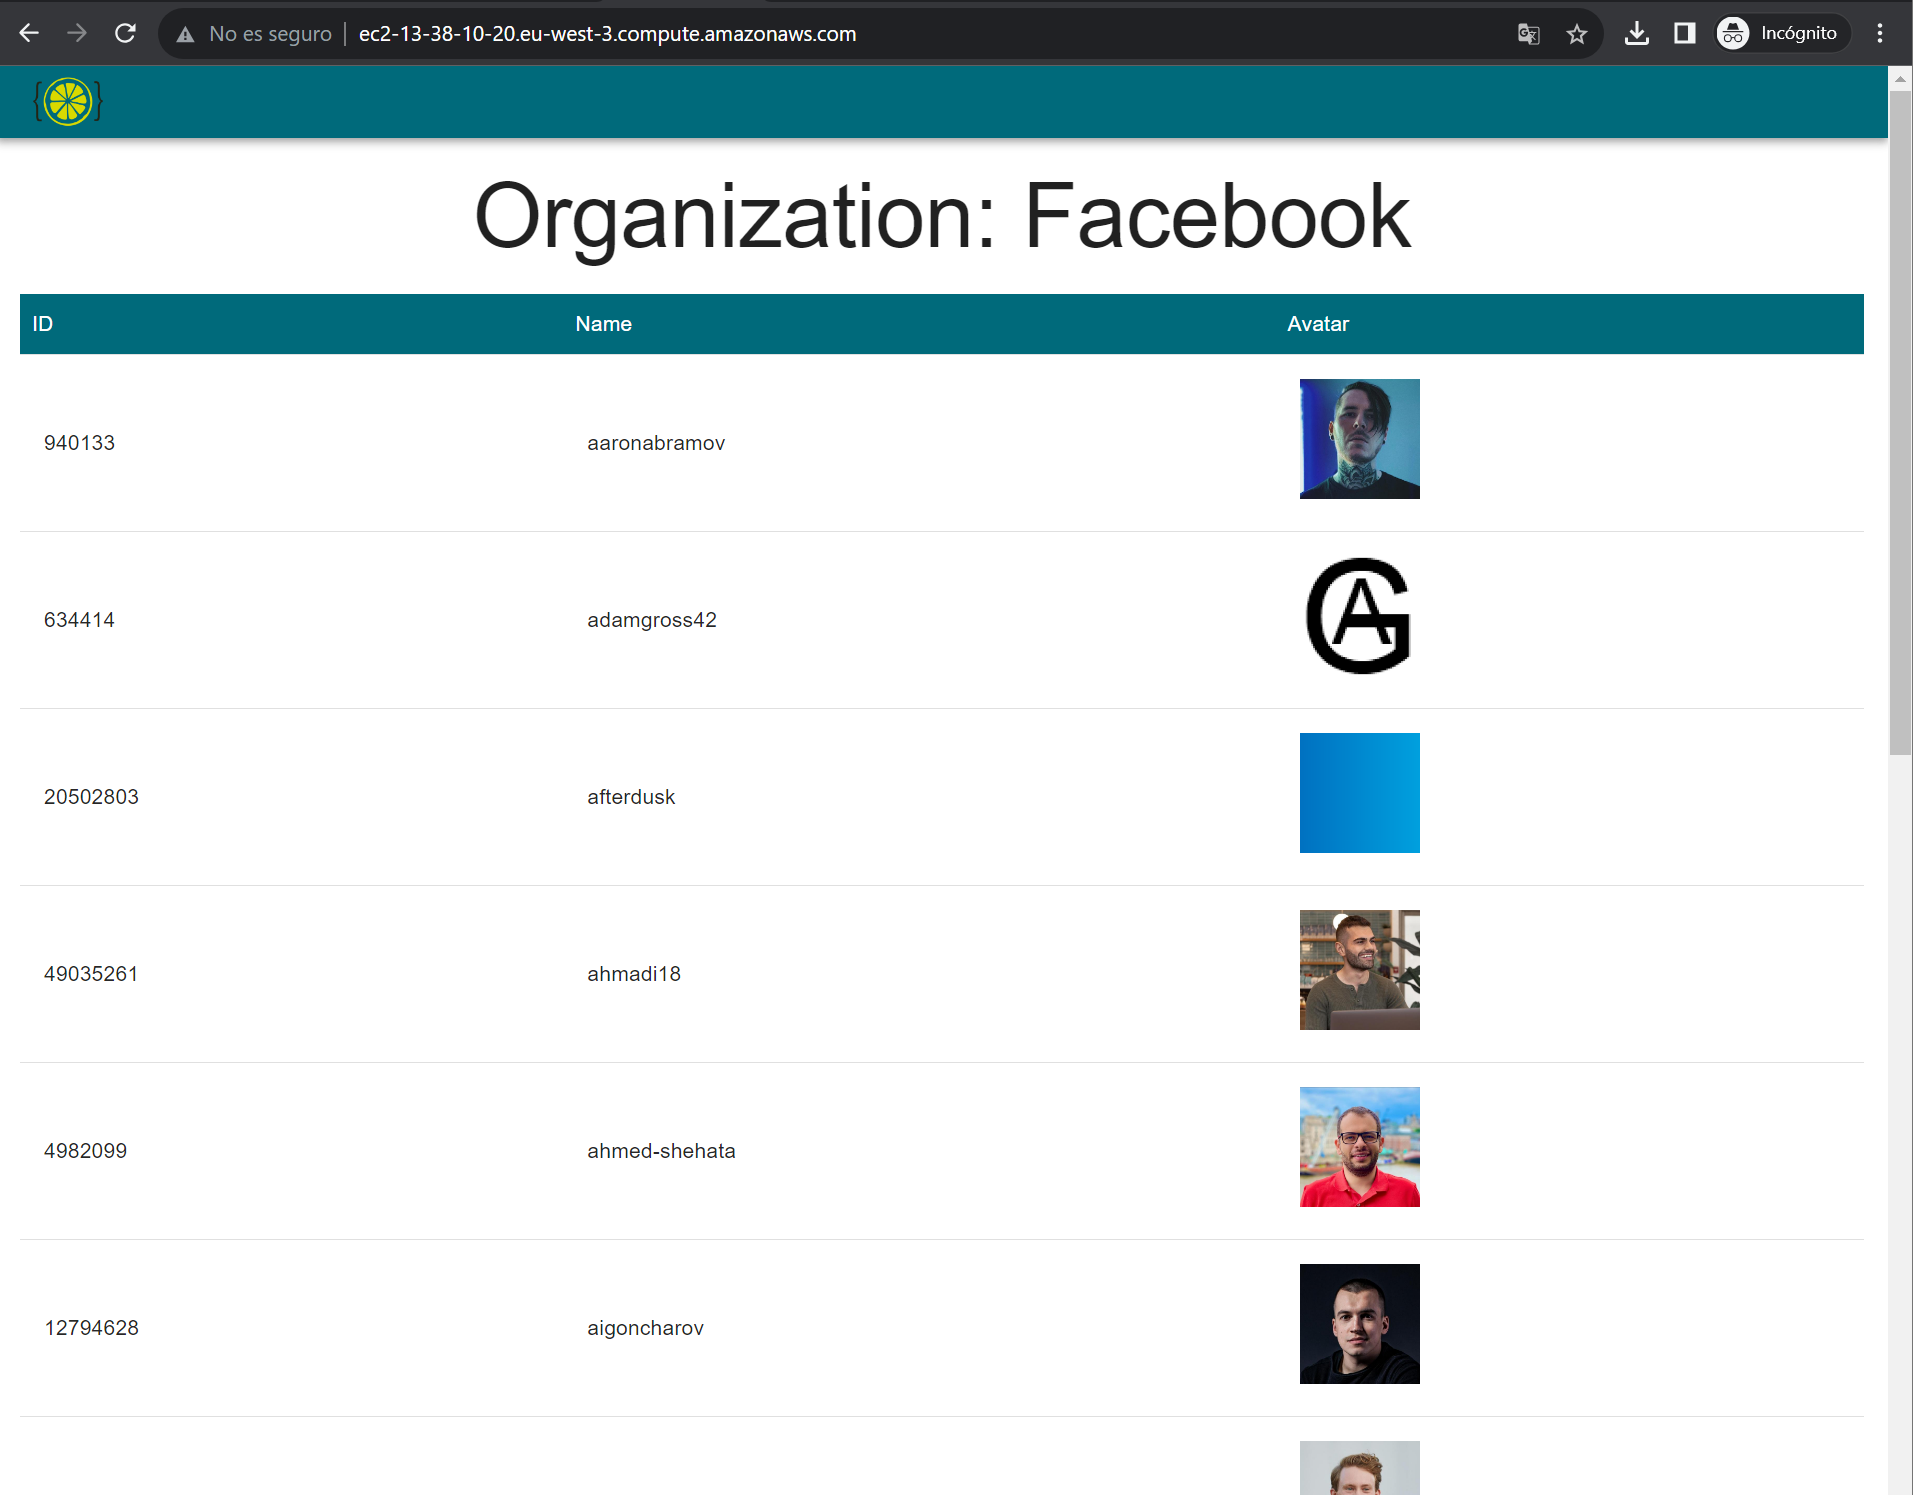 No es seguro | ec2-13-38-10-20.eu-west-3.compute.amazonaws.com Incógnito
Organization: Facebook
ID Name Avatar
940133 aaronabramov
634414 adamgross42
AG
20502803 afterdusk
49035261 ahmadi18
4982099 ahmed-shehata
12794628 aigoncharov